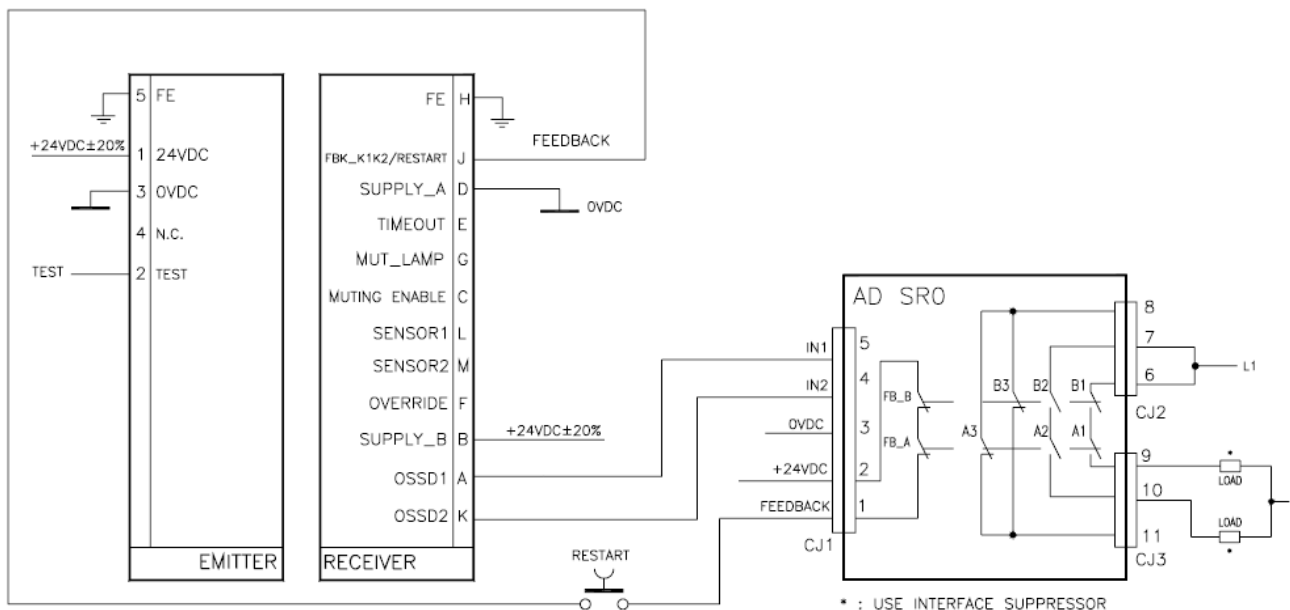 5 FE
+24VDC±20%
1 24VDC
3 0VDC
4 N.C.
TEST
2 TEST
EMITTER
FE H
FEEDBACK
FBK_K1K2/RESTART J
SUPPLY_A D
0VDC
TIMEOUT E
MUT_LAMP G
MUTING ENABLE C
SENSOR1 L
SENSOR2 M
OVERRIDE F
SUPPLY_B B
+24VDC±20%
OSSD1 A
OSSD2 K
RECEIVER
RESTART
AD SR0
IN1
5
IN2
4
0VDC
3
+24VDC
2
FEEDBACK
1
CJ1
FB_B
FB_A
B3
B2
B1
A3
A2
A1
8
7
6
L1
CJ2
9
*
LOAD
10
LOAD
*
11
CJ3
* : USE INTERFACE SUPPRESSOR